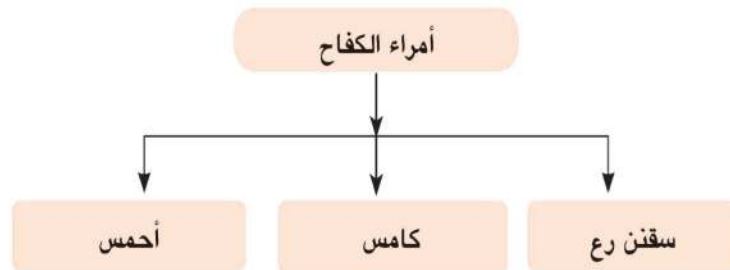 أمراء الكفاح
سقنن رع
كامس
أحمس